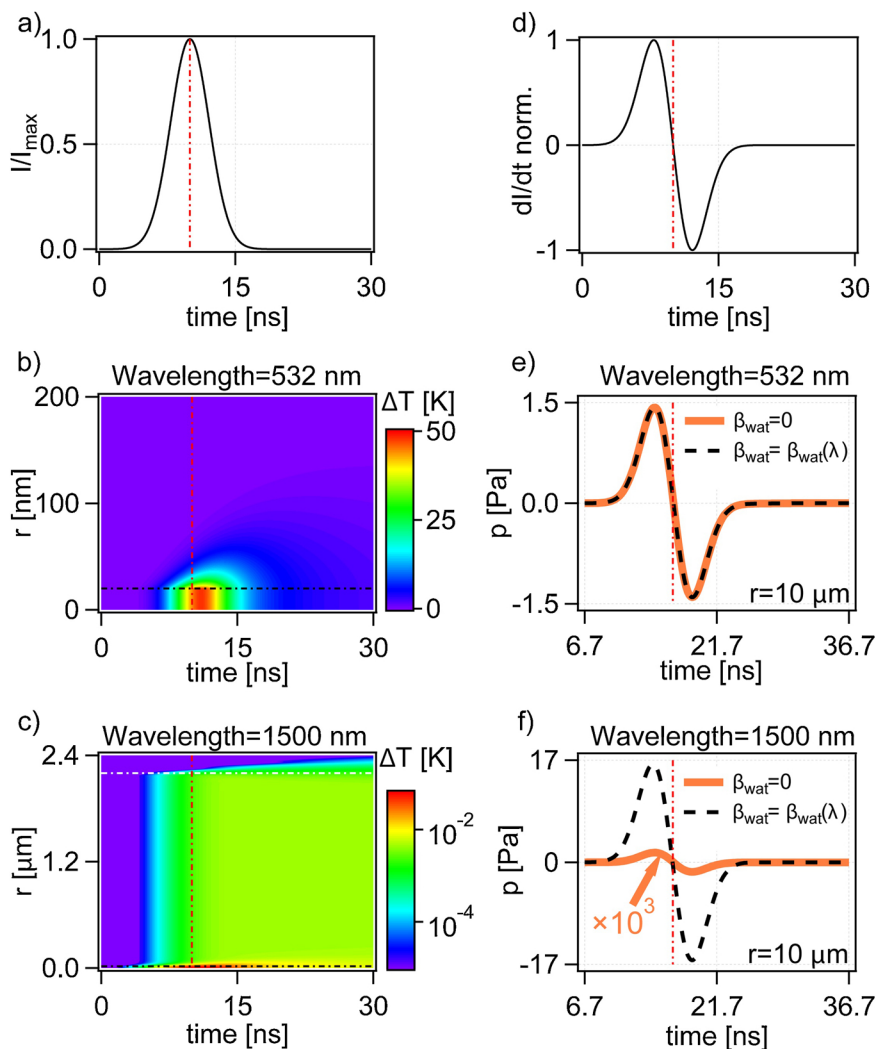 a)
I/Imax
1.0
0.5
0.0
0
15
30
time [ns]
d)
dI/dt norm.
1
0
-1
0
15
30
time [ns]
b)
Wavelength=532 nm
r [nm]
200
100
0
0
15
30
time [ns]
ΔT [K]
50
25
0
e)
Wavelength=532 nm
p [Pa]
1.5
0.0
-1.5
βwat=0
βwat= βwat(λ)
r=10 μm
6.7
21.7
36.7
time [ns]
c)
Wavelength=1500 nm
r [μm]
2.4
1.2
0.0
0
15
30
time [ns]
ΔT [K]
10⁻²
10⁻⁴
f)
Wavelength=1500 nm
p [Pa]
17
0
-17
βwat=0
βwat= βwat(λ)
×10³
r=10 μm
6.7
21.7
36.7
time [ns]